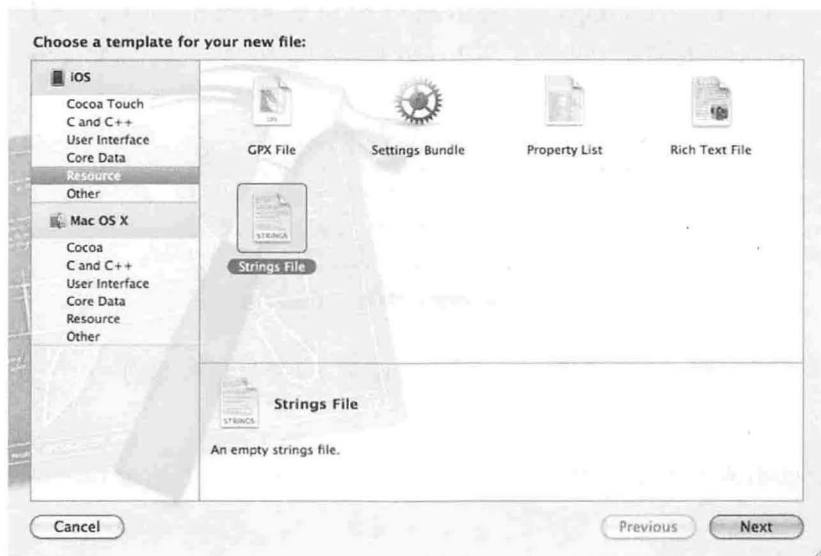 Choose a template for your new file:
iOS
Cocoa Touch
C and C++
User Interface
Core Data
Resource
Other
Mac OS X
Cocoa
C and C++
User Interface
Core Data
Resource
Other
GPX File
Settings Bundle
Property List
Rich Text File
STRINGS
Strings File
STRINGS
Strings File
An empty strings file.
Cancel
Previous
Next